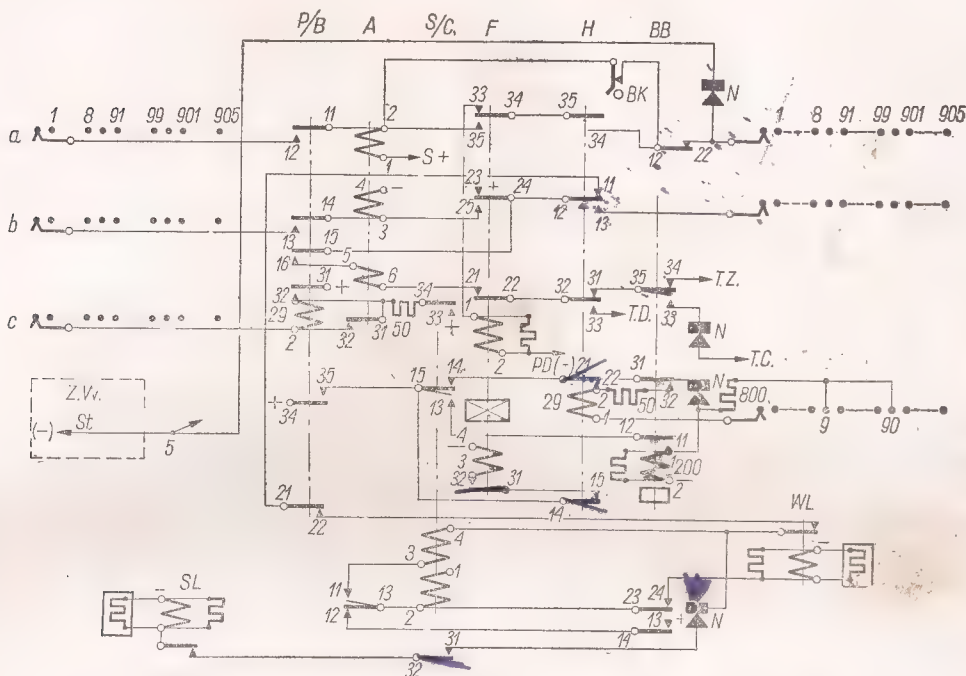 P/B A S/C. F H BB
1 8 91 99 901 905
11 2 33 34 35 BK N 1 8 91 99 901 905
a 12 1 S+ 35 34 12 22
4 - 23 + 24 11
14 25 12
b 13 3 13
15 5
16 31 + 6 21 22 32 31 35 34 T.Z.
32 34 1
c 29 50 33 + 33 T.D. 33 N
2 32 31 2 PD(-) 21 T.C.
35 15 14 22 31 N
Z.Vv. + 34 13 29 2 50 32 800
(-) St. 1 9 90
5 4 12 11
3 1 200
32 31 15 2
21 14
22 WL
4
3 1 -
SL - 11 13 24
12 2 23 13 + N
31 14
32